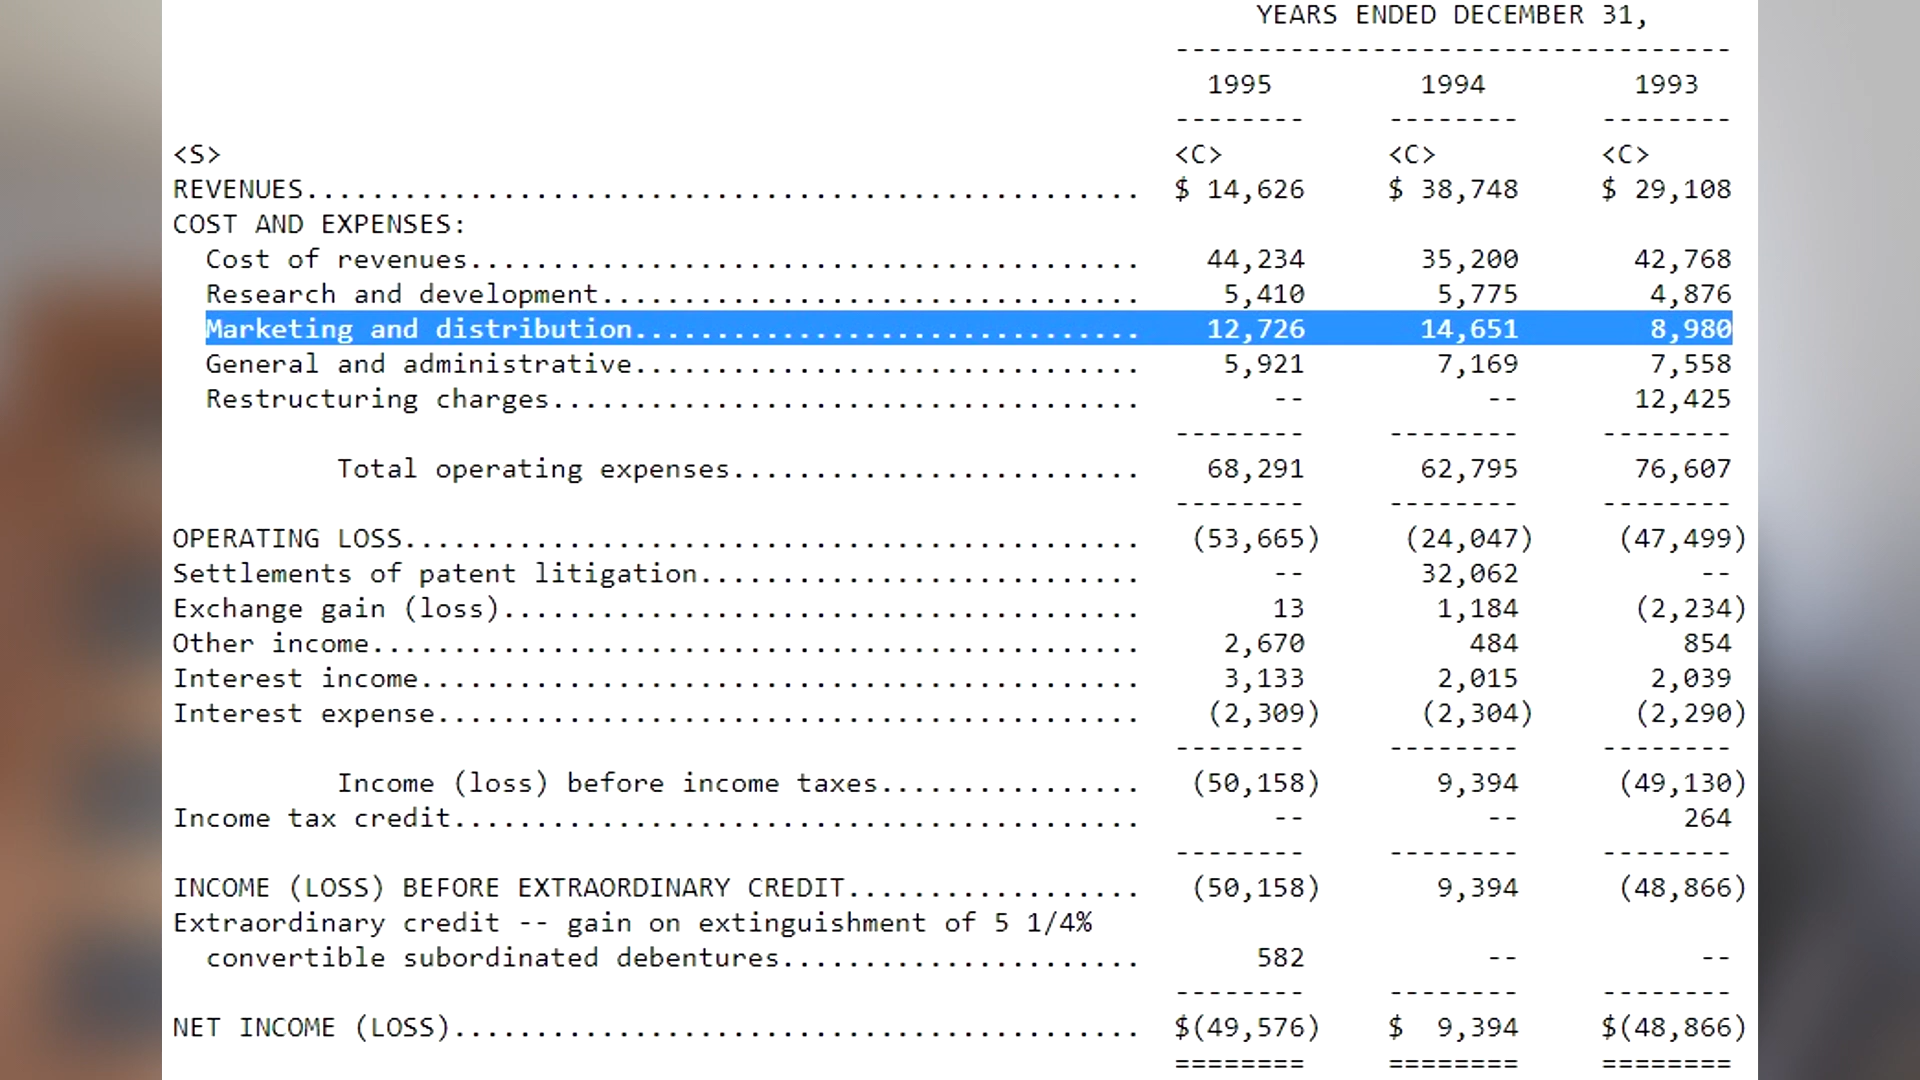 YEARS ENDED DECEMBER 31,
----------------------------------
1995 1994 1993
-------- -------- --------
<S> <C> <C> <C>
REVENUES................................................... $ 14,626 $ 38,748 $ 29,108
COST AND EXPENSES:
Cost of revenues......................................... 44,234 35,200 42,768
Research and development................................. 5,410 5,775 4,876
Marketing and distribution............................... 12,726 14,651 8,980
General and administrative............................... 5,921 7,169 7,558
Restructuring charges.................................... -- -- 12,425
-------- -------- --------
Total operating expenses......................... 68,291 62,795 76,607
-------- -------- --------
OPERATING LOSS............................................. (53,665) (24,047) (47,499)
Settlements of patent litigation........................... -- 32,062 --
Exchange gain (loss)....................................... 13 1,184 (2,234)
Other income............................................... 2,670 484 854
Interest income............................................ 3,133 2,015 2,039
Interest expense........................................... (2,309) (2,304) (2,290)
-------- -------- --------
Income (loss) before income taxes................ (50,158) 9,394 (49,130)
Income tax credit.......................................... -- -- 264
-------- -------- --------
INCOME (LOSS) BEFORE EXTRAORDINARY CREDIT.................. (50,158) 9,394 (48,866)
Extraordinary credit -- gain on extinguishment of 5 1/4%
convertible subordinated debentures...................... 582 -- --
-------- -------- --------
NET INCOME (LOSS).......................................... $(49,576) $ 9,394 $(48,866)
======== ======== ========